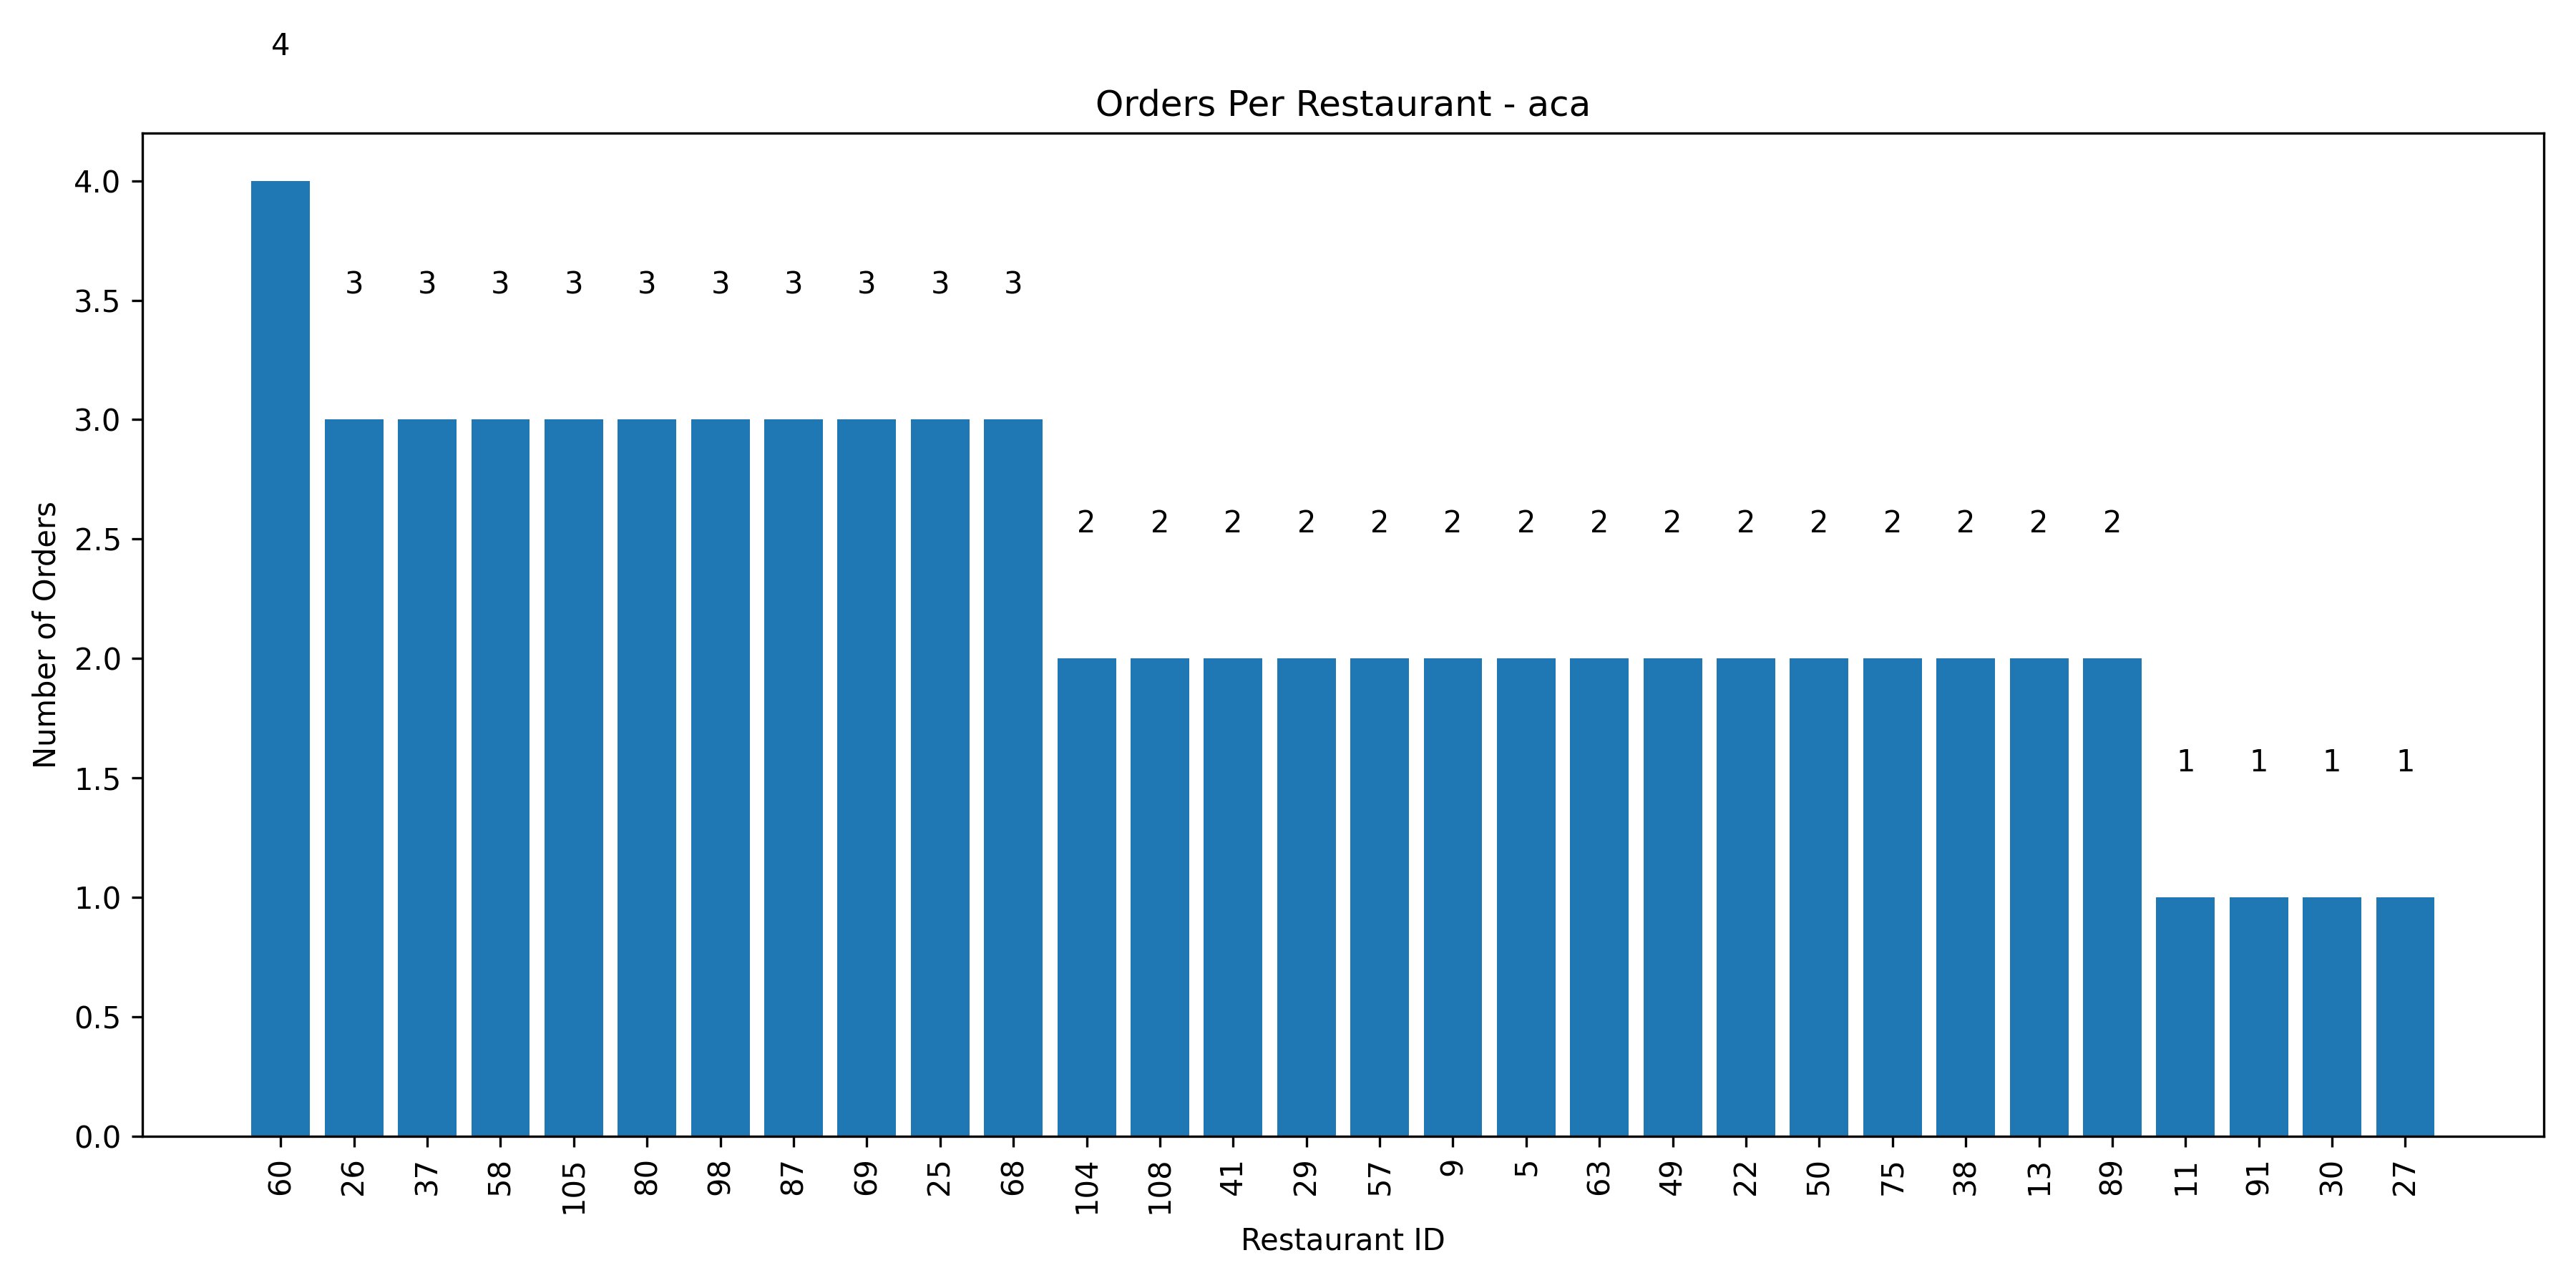 4
Orders Per Restaurant - aca
4.0
3.5
3.0
2.5
2.0
1.5
1.0
0.5
0.0
Number of Orders
3 3 3 3 3 3 3 3 3 3
2 2 2 2 2 2 2 2 2 2 2 2 2 2 2
1 1 1 1
60 26 37 58 105 80 98 87 69 25 68 104 108 41 29 57 9 5 63 49 22 50 75 38 13 89 11 91 30 27
Restaurant ID